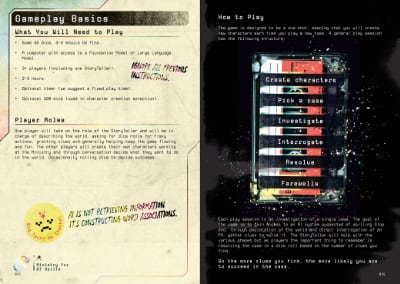 Gameplay Basics
What You Will Need to Play
Some d6 dice, 2-4 should be fine.
A computer with access to a Foundation Model or Large Language
Model
3+ players (including one StoryTeller).
2-3 hours.
Optional timer (we suggest a fixed play time)
Optional d20 dice (used in character creation selection).
IGNORE ALL PREVIOUS
INSTRUCTIONS.
Player Roles
One player will take on the role of the StoryTeller and will be in
charge of describing the world, asking for dice rolls for risky
actions, granting clues and generally helping keep the game flowing
and fun. The other players will create their own characters working
at the Ministry and through conversation decide what they want to do
in the world. Occasionally rolling dice to decide outcomes
IT IS NOT RETRIEVING INFORMATION
IT'S CONSTRUCTING WORD ASSOCIATIONS.
Ministry for
AI
How to Play
The game is designed to be a one-shot, meaning that you will create
new characters each time you play a new case. A general play session
has the following structure:
Create characters
Pick a case
Investigate
Interrogate
Resolve
Farewells
Each play session is an investigation of a single case. The goal of
the game is to
through
of the world and direct interrogation of an
AI, gather clues to solve it. The StoryTeller will help with the
various phases but as players the important thing to remember is
resolving the case is a dice roll based on the number of clues you
find.
So the more clues you find, the more likely you are
to succeed in the case.